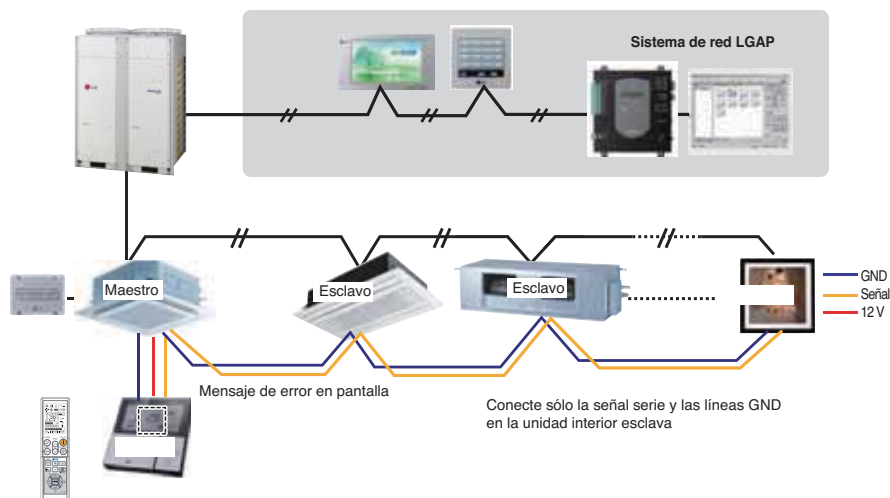 Sistema de red LGAP
LG
Maestro
Esclavo
Esclavo
GND
Señal
12 V
Mensaje de error en pantalla
Conecte sólo la señal serie y las líneas GND
en la unidad interior esclava